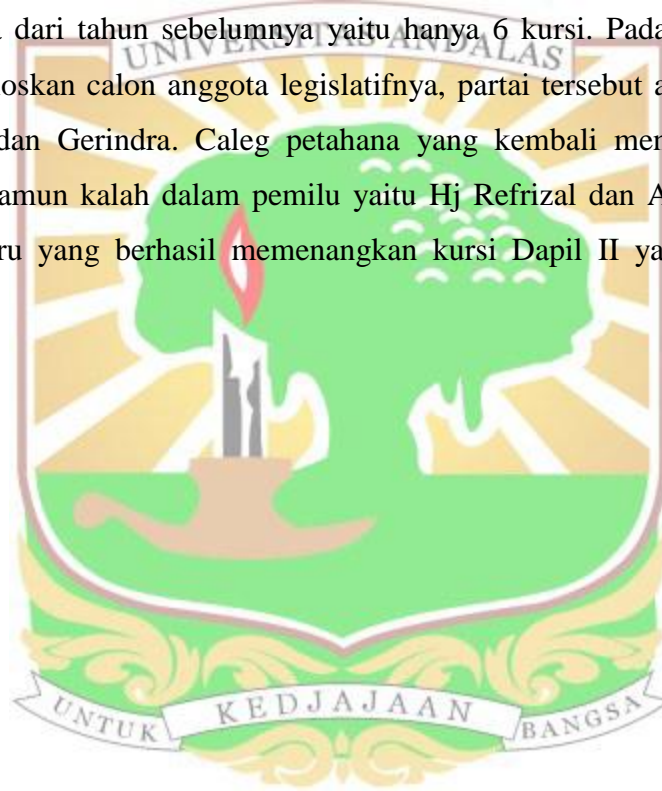 dari tahun sebelumnya yaitu hanya 6 kursi. Pada
UNIVERSITAS ANDALAS
loskan calon anggota legislatifnya, partai tersebut a
dan Gerindra. Caleg petahana yang kembali mer
amun kalah dalam pemilu yaitu Hj Refrizal dan A
ru yang berhasil memenangkan kursi Dapil II ya
UNTUK KEDJAJAAN BANGSA